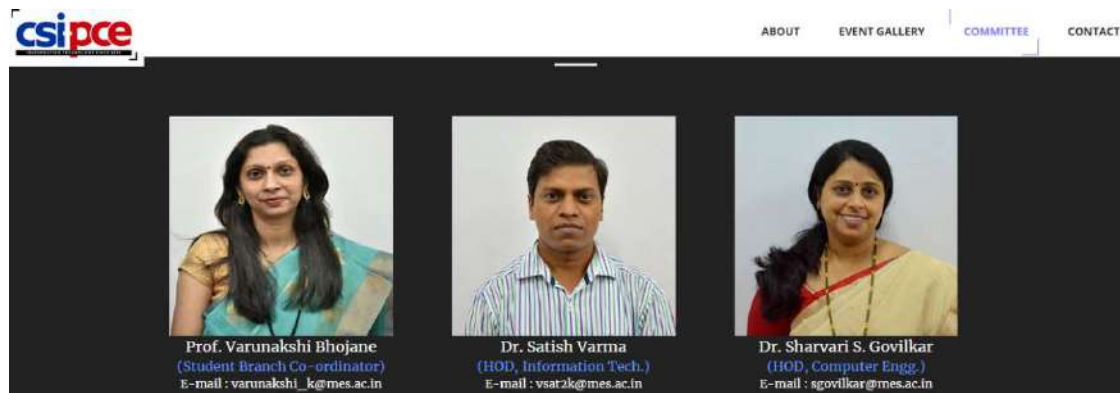 csi pce
ABOUT EVENT GALLERY COMMITTEE CONTACT
Prof. Varunakshi Bhojane
(Student Branch Co-ordinator)
E-mail : varunakshi_k@mes.ac.in
Dr. Satish Varma
(HOD, Information Tech.)
E-mail : vsat2k@mes.ac.in
Dr. Sharvari S. Govilkar
(HOD, Computer Engg.)
E-mail : sgovilkar@mes.ac.in